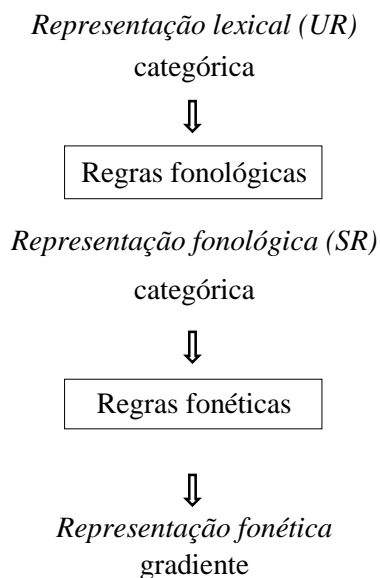 Representação lexical (UR)
categórica
Regras fonológicas
Representação fonológica (SR)
categórica
Regras fonéticas
Representação fonética
gradiente